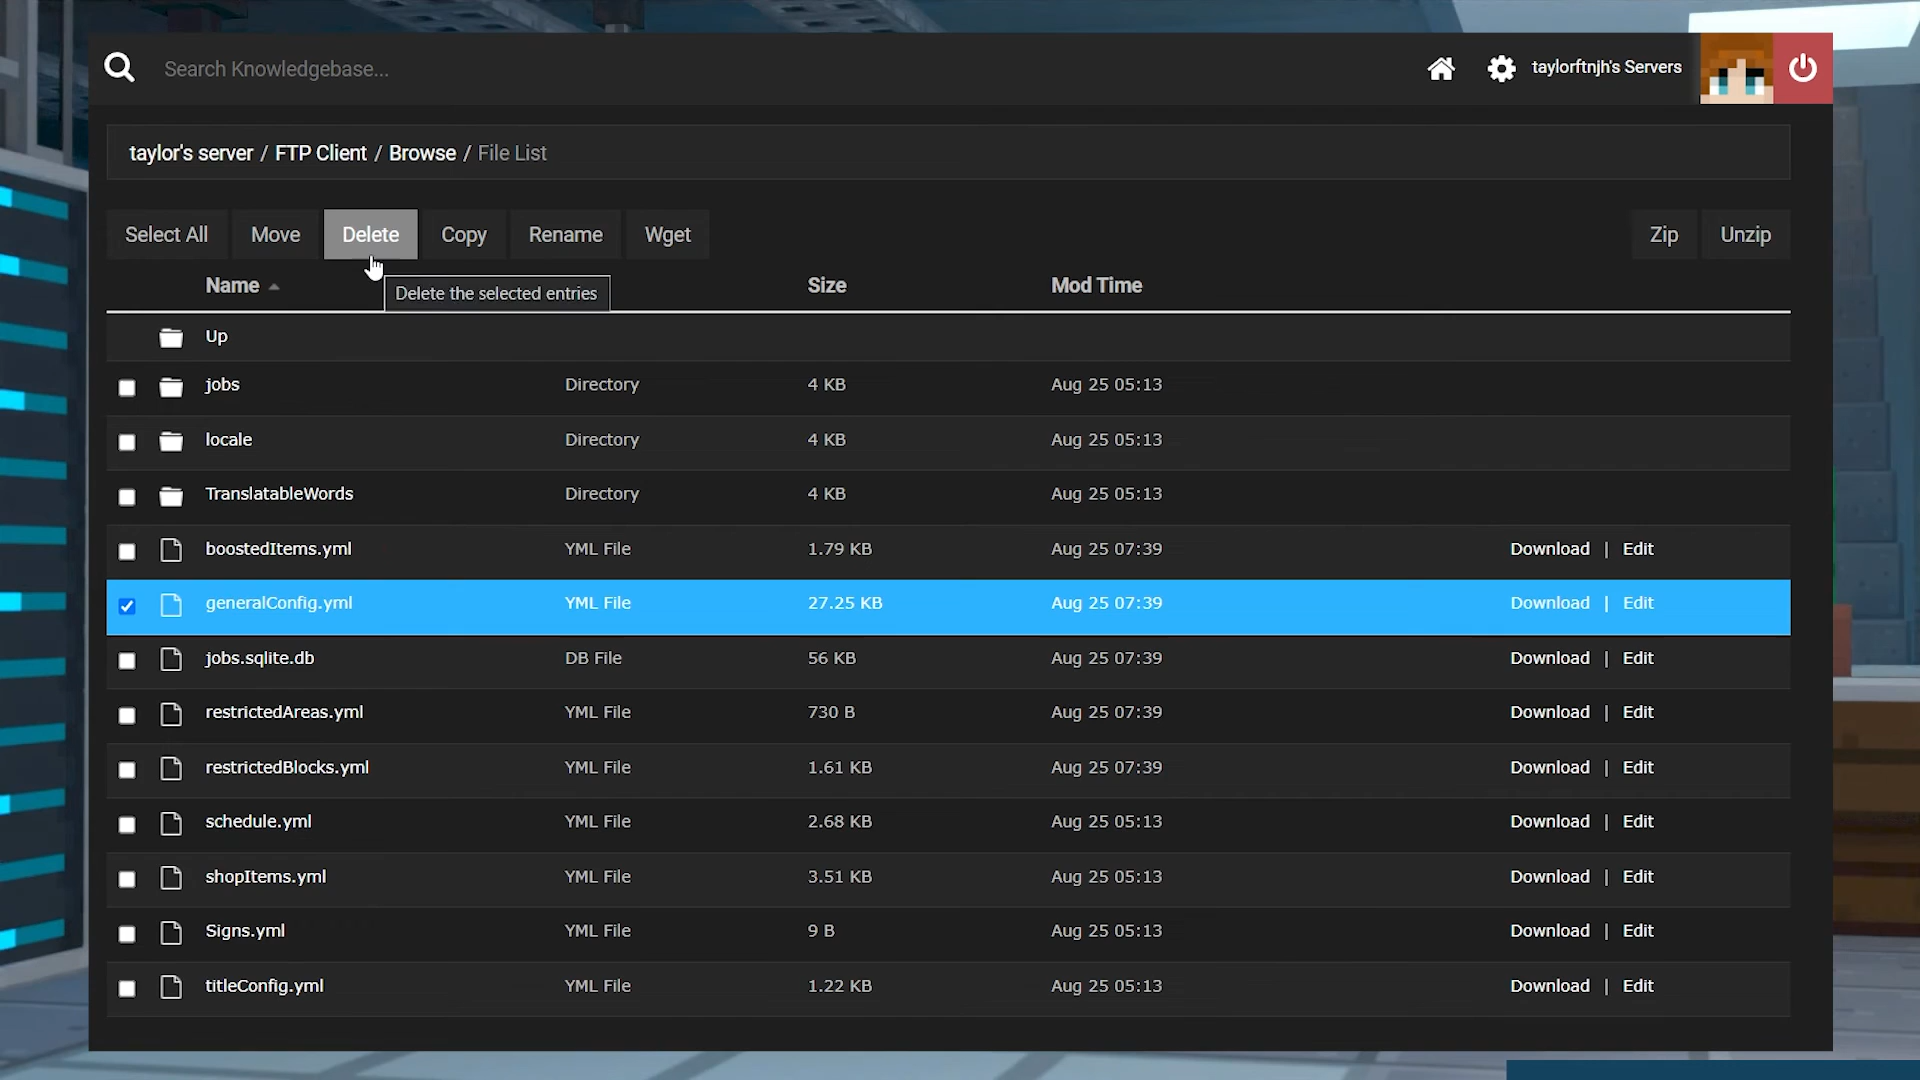 Search Knowledgebase...
taylorftnjh's Servers
taylor's server / FTP Client / Browse / File List
Select All Move Delete Copy Rename Wget Zip Unzip
Name Size Mod Time
Delete the selected entries
Up
jobs Directory 4 KB Aug 25 05:13
locale Directory 4 KB Aug 25 05:13
TranslatableWords Directory 4 KB Aug 25 05:13
boostedItems.yml YML File 1.79 KB Aug 25 07:39 Download | Edit
generalConfig.yml YML File 27.25 KB Aug 25 07:39 Download | Edit
jobs.sqlite.db DB File 56 KB Aug 25 07:39 Download | Edit
restrictedAreas.yml YML File 730 B Aug 25 07:39 Download | Edit
restrictedBlocks.yml YML File 1.61 KB Aug 25 07:39 Download | Edit
schedule.yml YML File 2.68 KB Aug 25 05:13 Download | Edit
shopItems.yml YML File 3.51 KB Aug 25 05:13 Download | Edit
Signs.yml YML File 9 B Aug 25 05:13 Download | Edit
titleConfig.yml YML File 1.22 KB Aug 25 05:13 Download | Edit